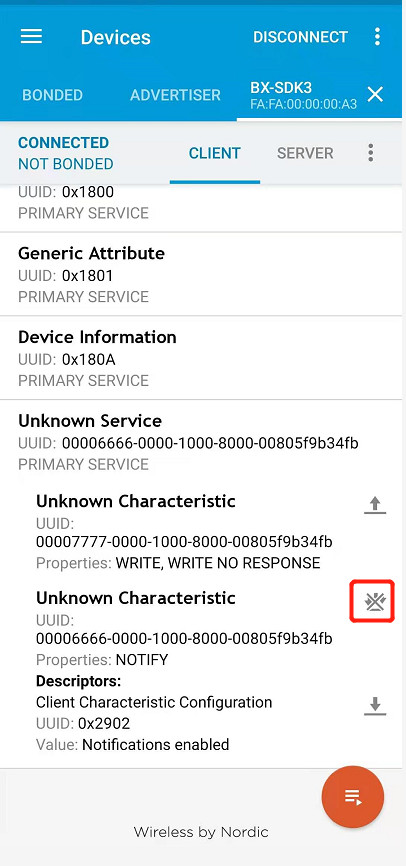 Devices
DISCONNECT
BONDED
ADVERTISER
BX-SDK3
FA:FA:00:00:00:A3
CONNECTED
NOT BONDED
CLIENT
SERVER
UUID: 0x1800
PRIMARY SERVICE
Generic Attribute
UUID: 0x1801
PRIMARY SERVICE
Device Information
UUID: 0x180A
PRIMARY SERVICE
Unknown Service
UUID: 00006666-0000-1000-8000-00805f9b34fb
PRIMARY SERVICE
Unknown Characteristic
UUID:
00007777-0000-1000-8000-00805f9b34fb
Properties: WRITE, WRITE NO RESPONSE
Unknown Characteristic
UUID:
00006666-0000-1000-8000-00805f9b34fb
Properties: NOTIFY
Descriptors:
Client Characteristic Configuration
UUID: 0x2902
Value: Notifications enabled
Wireless by Nordic